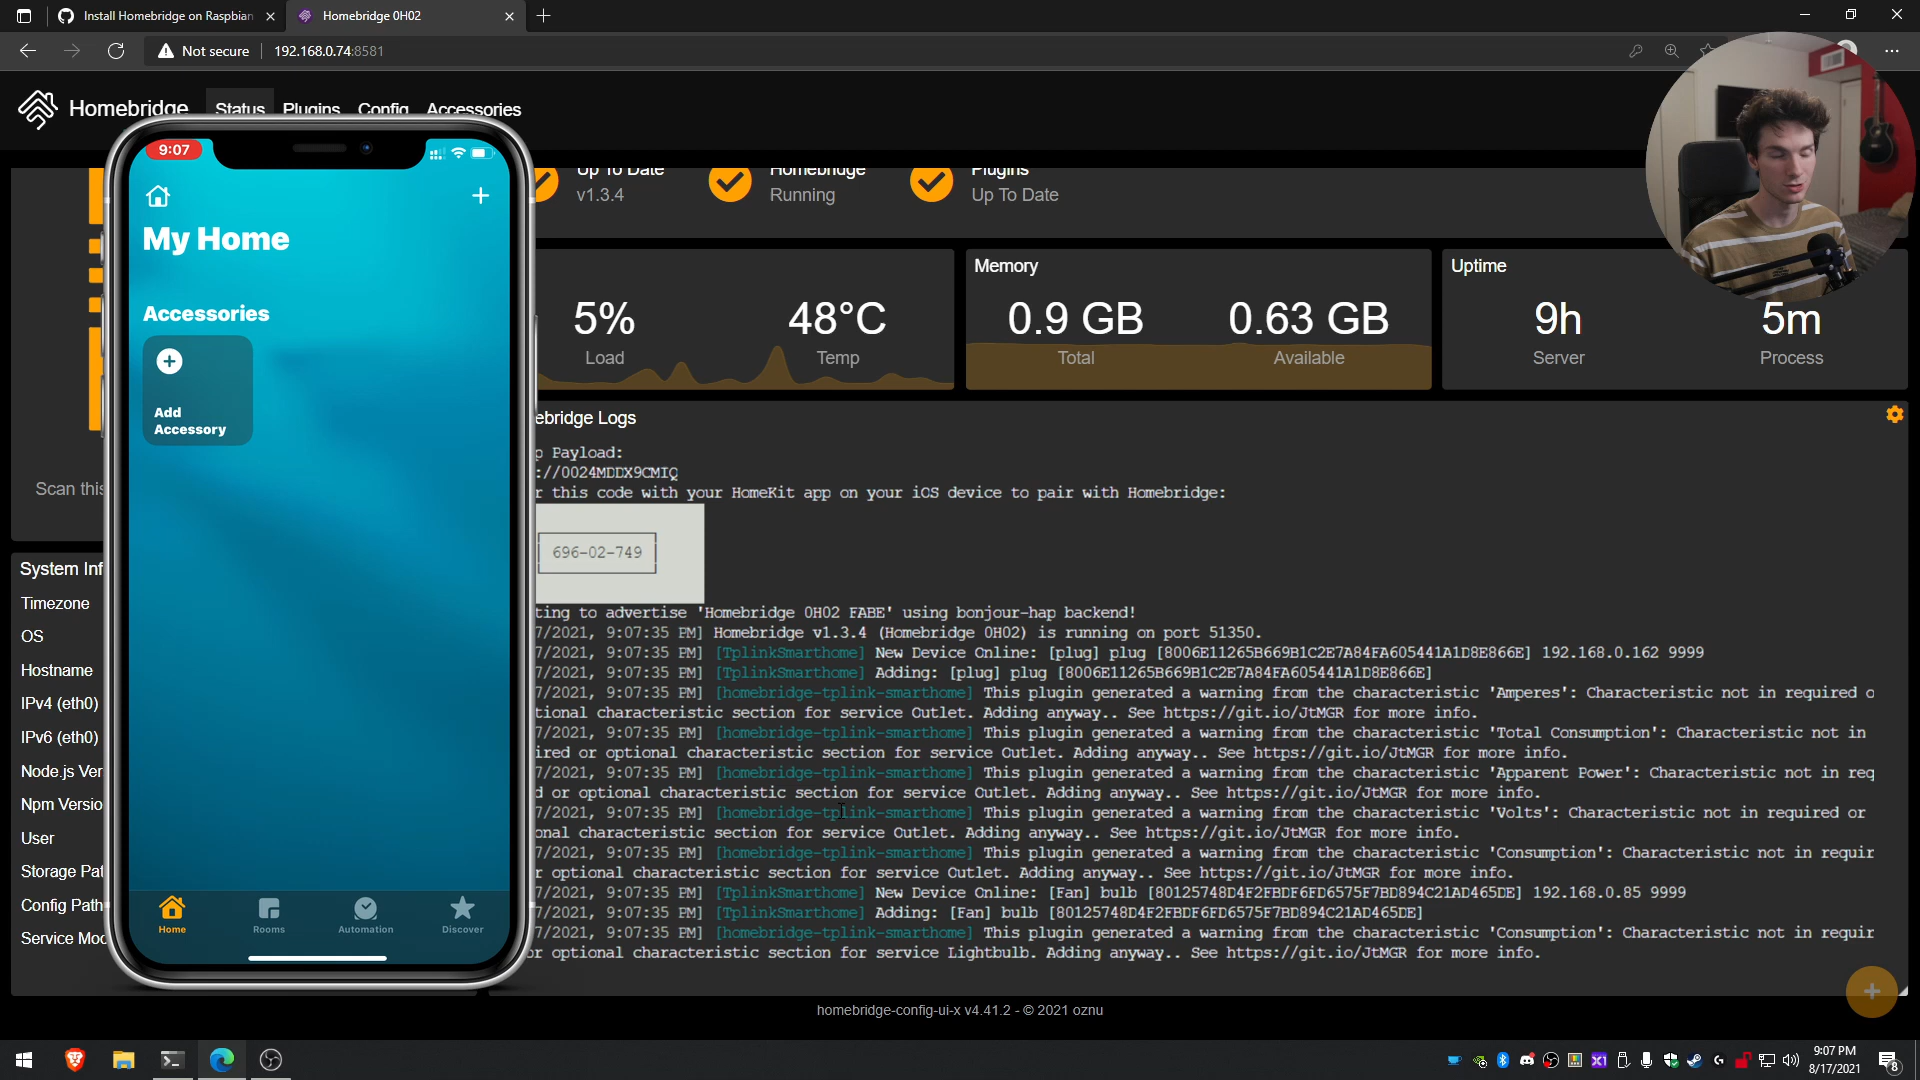 Install Homebridge on Raspbian
Homebridge 0H02
Not secure
192.168.0.74:8581
Homebridge
Status
Plugins
Config
Accessories
9:07
My Home
Accessories
Add
Accessory
Home
Rooms
Automation
Discover
Up To Date
v1.3.4
Homebridge
Running
Plugins
Up To Date
5%
Load
48°C
Temp
Memory
0.9 GB
Total
0.63 GB
Available
Uptime
9h
Server
5m
Process
Scan this
System Inf
Timezone
OS
Hostname
IPv4 (eth0)
IPv6 (eth0)
Node.js Ver
Npm Versio
User
Storage Pat
Config Path
Service Mod
ebridge Logs
p Payload:
://0024MDDX9CMIQ
r this code with your HomeKit app on your iOS device to pair with Homebridge:
696-02-749
ting to advertise 'Homebridge 0H02 FABE' using bonjour-hap backend!
7/2021, 9:07:35 PM] Homebridge v1.3.4 (Homebridge 0H02) is running on port 51350.
7/2021, 9:07:35 PM] [TplinkSmarthome] New Device Online: [plug] plug [8006E11265B669B1C2E7A84FA605441A1D8E866E] 192.168.0.162 9999
7/2021, 9:07:35 PM] [TplinkSmarthome] Adding: [plug] plug [8006E11265B669B1C2E7A84FA605441A1D8E866E]
7/2021, 9:07:35 PM] [homebridge-tplink-smarthome] This plugin generated a warning from the characteristic 'Amperes': Characteristic not in required o
tional characteristic section for service Outlet. Adding anyway.. See https://git.io/JtMGR for more info.
7/2021, 9:07:35 PM] [homebridge-tplink-smarthome] This plugin generated a warning from the characteristic 'Total Consumption': Characteristic not in
ired or optional characteristic section for service Outlet. Adding anyway.. See https://git.io/JtMGR for more info.
7/2021, 9:07:35 PM] [homebridge-tplink-smarthome] This plugin generated a warning from the characteristic 'Apparent Power': Characteristic not in req
d or optional characteristic section for service Outlet. Adding anyway.. See https://git.io/JtMGR for more info.
7/2021, 9:07:35 PM] [homebridge-tplink-smarthome] This plugin generated a warning from the characteristic 'Volts': Characteristic not in required or
onal characteristic section for service Outlet. Adding anyway.. See https://git.io/JtMGR for more info.
7/2021, 9:07:35 PM] [homebridge-tplink-smarthome] This plugin generated a warning from the characteristic 'Consumption': Characteristic not in requir
r optional characteristic section for service Outlet. Adding anyway.. See https://git.io/JtMGR for more info.
7/2021, 9:07:35 PM] [TplinkSmarthome] New Device Online: [Fan] bulb [80125748D4F2FBDF6FD6575F7BD894C21AD465DE] 192.168.0.85 9999
7/2021, 9:07:35 PM] [TplinkSmarthome] Adding: [Fan] bulb [80125748D4F2FBDF6FD6575F7BD894C21AD465DE]
7/2021, 9:07:35 PM] [homebridge-tplink-smarthome] This plugin generated a warning from the characteristic 'Consumption': Characteristic not in requir
or optional characteristic section for service Lightbulb. Adding anyway.. See https://git.io/JtMGR for more info.
homebridge-config-ui-x v4.41.2 - © 2021 oznu
9:07 PM
8/17/2021
8